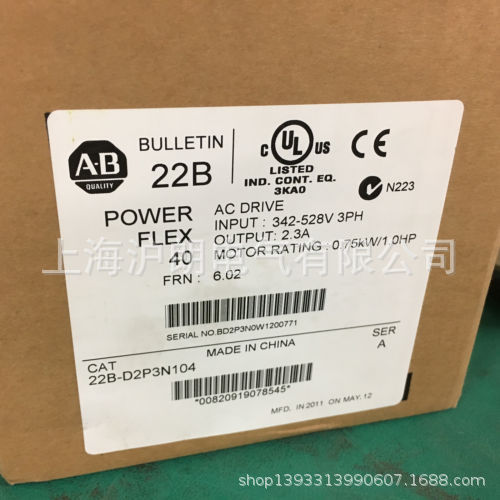 A-B
QUALITY
BULLETIN
22B
C UL US
LISTED
IND. CONT. EQ.
3KA0
CE
N223
POWER
FLEX
40
AC DRIVE
INPUT : 342-528V 3PH
OUTPUT: 2.3A
MOTOR RATING : 0.75kW/1.0HP
FRN : 6.02
上海沪朗电气有限公司
SERIAL NO.BD2P3N0W1200771
MADE IN CHINA
CAT
22B-D2P3N104
SER
A
*00820919078545*
MFD. IN 2011 ON MAY.12
shop1393313990607.1688.com